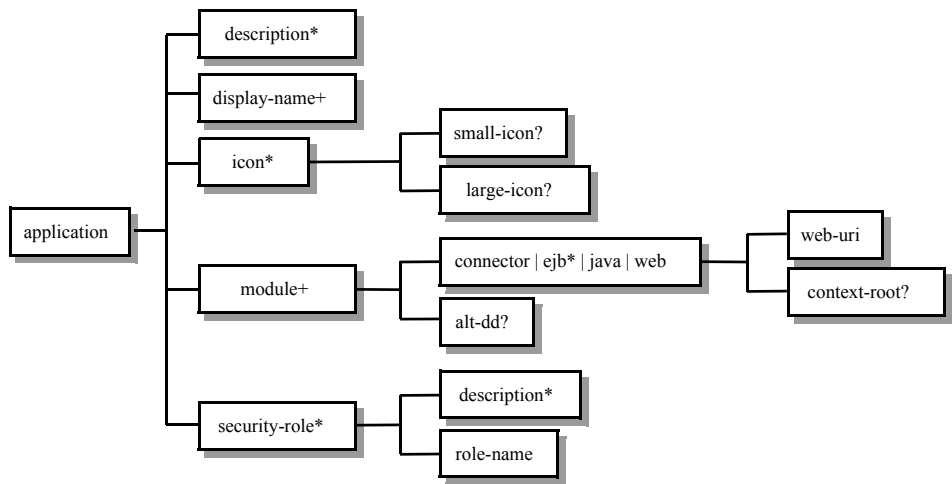 application
description*
display-name+
icon*
small-icon?
large-icon?
module+
connector | ejb* | java | web
web-uri
context-root?
alt-dd?
security-role*
description*
role-name